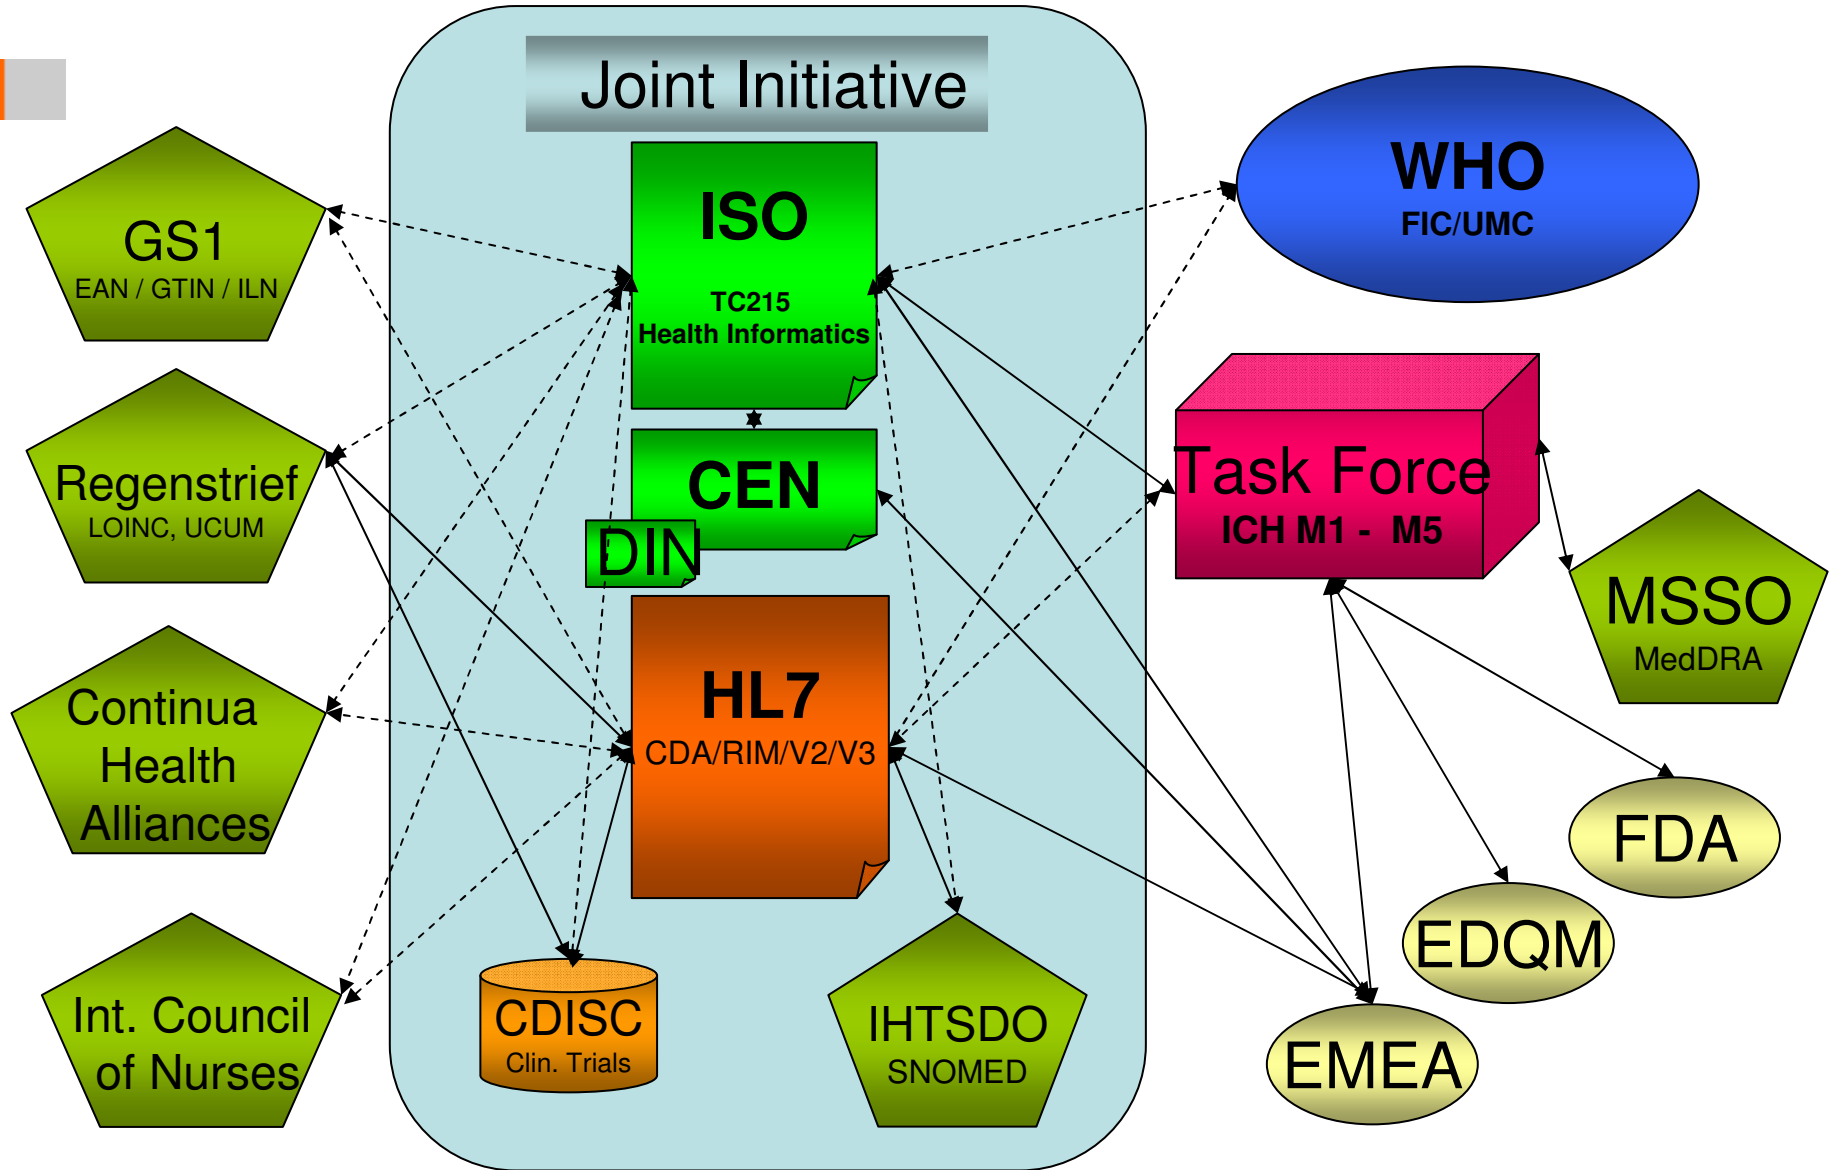 Joint Initiative
GS1
EAN / GTIN / ILN
Regenstrief
LOINC, UCUM
Continua
Health
Alliances
Int. Council
of Nurses
ISO
TC215
Health Informatics
CEN
DIN
HL7
CDA/RIM/V2/V3
CDISC
Clin. Trials
IHTSDO
SNOMED
WHO
FIC/UMC
Task Force
ICH M1 - M5
MSSO
MedDRA
FDA
EDQM
EMEA